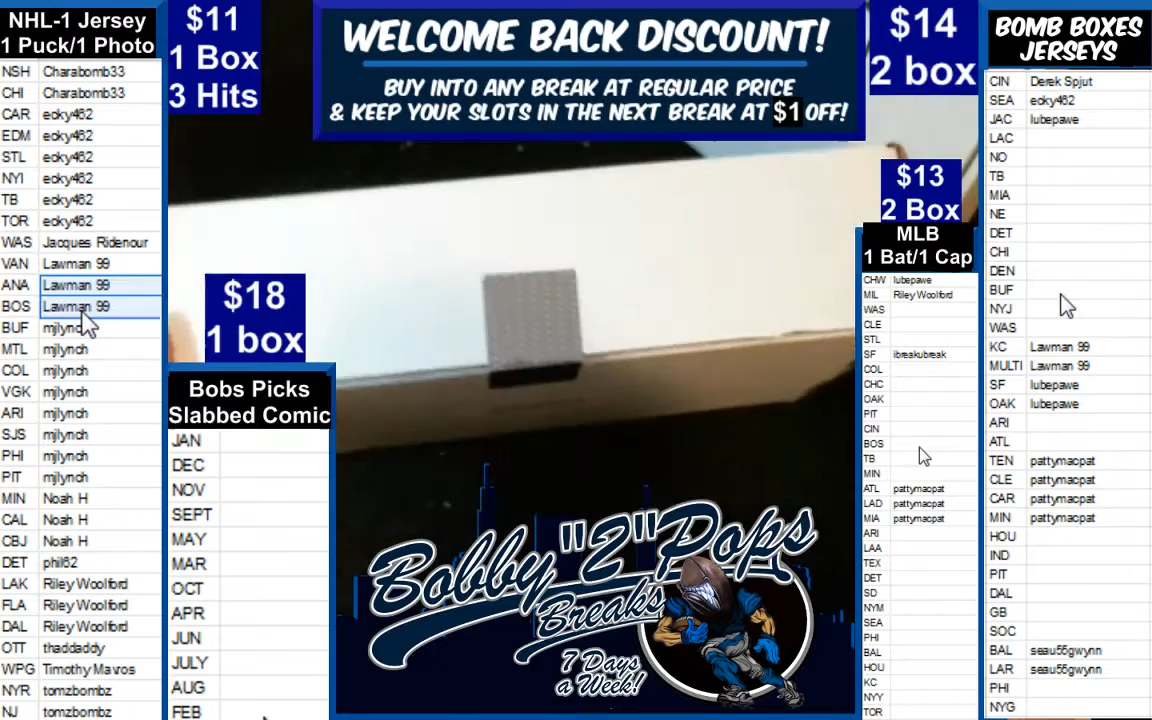 NHL-1 Jersey
1 Puck/1 Photo
NSH Charabomb33
CHI Charabomb33
CAR ecky462
EDM ecky462
STL ecky462
NYI ecky462
TB ecky462
TOR ecky462
WAS Jacques Ridenour
VAN Lawman 99
ANA Lawman 99
BOS Lawman 99
BUF mjlynch
MTL mjlynch
COL mjlynch
VGK mjlynch
ARI mjlynch
SJS mjlynch
PHI mjlynch
PIT mjlynch
MIN Noah H
CAL Noah H
CBJ Noah H
DET phil62
LAK Riley Woolford
FLA Riley Woolford
DAL Riley Woolford
OTT thaddaddy
WPG Timothy Mavros
NYR tomzbombz
NJ tomzbombz
$11
1 Box
3 Hits
WELCOME BACK DISCOUNT!
BUY INTO ANY BREAK AT REGULAR PRICE
& KEEP YOUR SLOTS IN THE NEXT BREAK AT $1 OFF!
$14
2 box
$18
1 box
Bobs Picks
Slabbed Comic
JAN
DEC
NOV
SEPT
MAY
MAR
OCT
APR
JUN
JULY
AUG
FEB
Bobby "2" Pops
Breaks
7 Days
a Week!
$13
2 Box
MLB
1 Bat/1 Cap
CHW lubepawe
MIL Riley Woolford
WAS
CLE
STL
SF ibreakubreak
COL
CHC
OAK
PIT
CIN
BOS
TB
MIN
ATL pattymacpat
LAD pattymacpat
MIA pattymacpat
ARI
LAA
TEX
DET
SD
NYM
SEA
PHI
BAL
HOU
KC
NYY
TOR
BOMB BOXES
JERSEYS
CIN Derek Spjut
SEA ecky462
JAC lubepawe
LAC
NO
TB
MIA
NE
DET
CHI
DEN
BUF
NYJ
WAS
KC Lawman 99
MULTI Lawman 99
SF lubepawe
OAK lubepawe
ARI
ATL
TEN pattymacpat
CLE pattymacpat
CAR pattymacpat
MIN pattymacpat
HOU
IND
PIT
DAL
GB
SOC
BAL seau55gwynn
LAR seau55gwynn
PHI
NYG